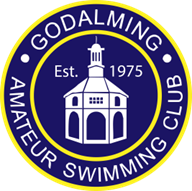 GODALMING
Est. 1975
AMATEUR SWIMMING CLUB